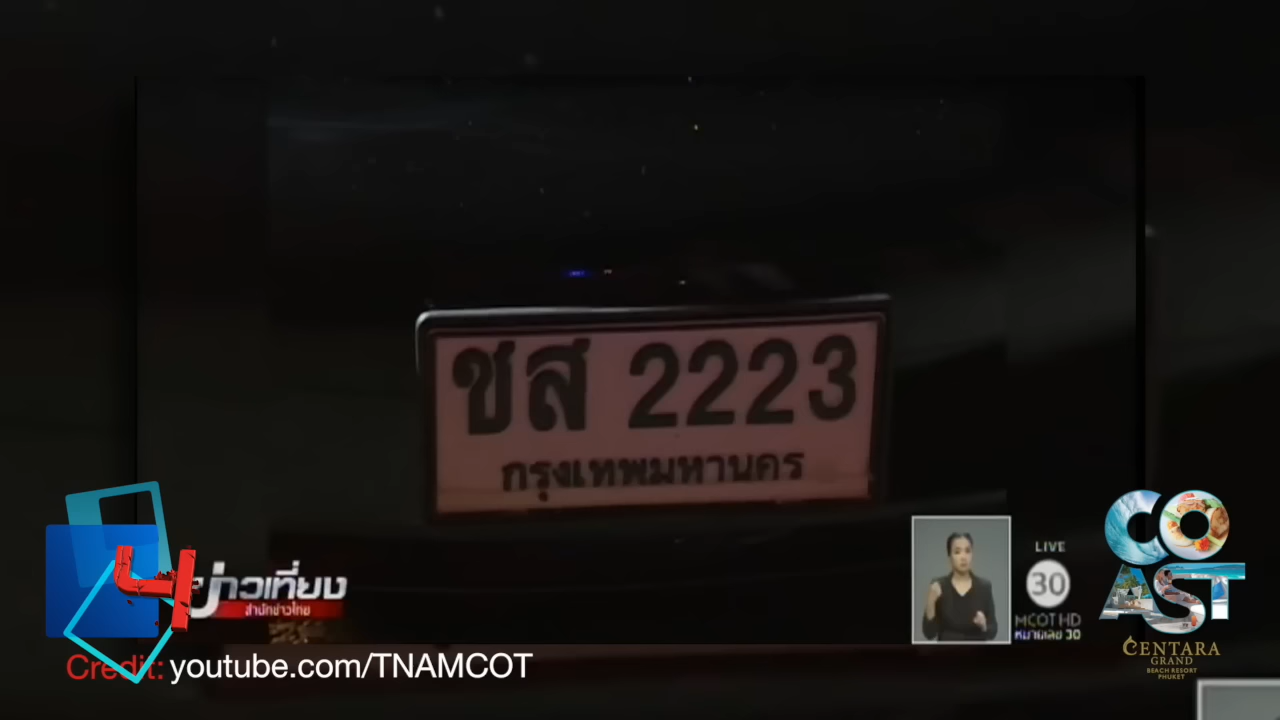 ชส 2223
กรุงเทพมหานคร
4
ข่าวเที่ยง
สำนักข่าวไทย
LIVE
30
MCOT HD
หมายเลข 30
Credit: youtube.com/TNAMCOT
COAST
CENTARA
GRAND
BEACH RESORT
PHUKET